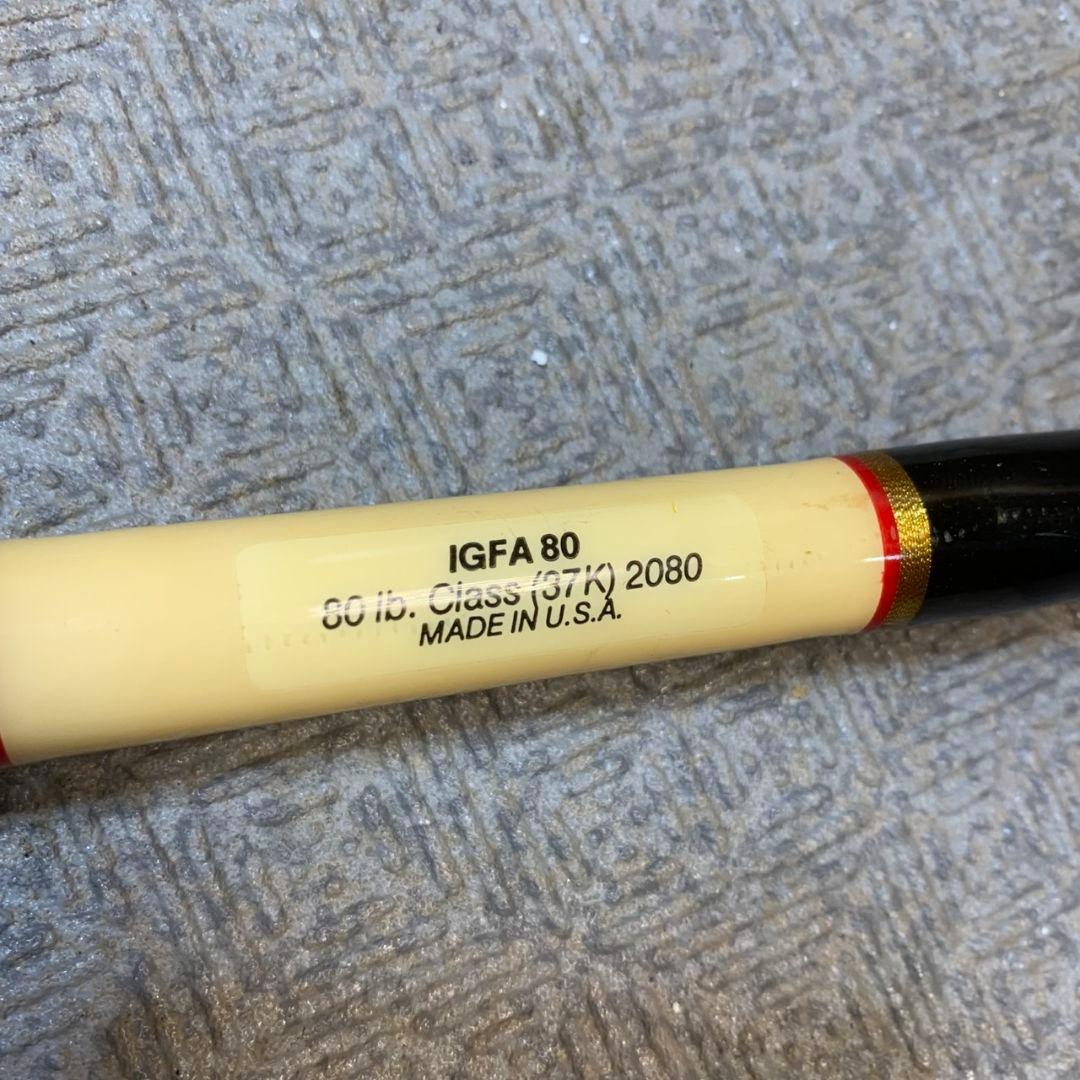 IGFA 80
80 lb. Class (37K) 2080
MADE IN U.S.A.